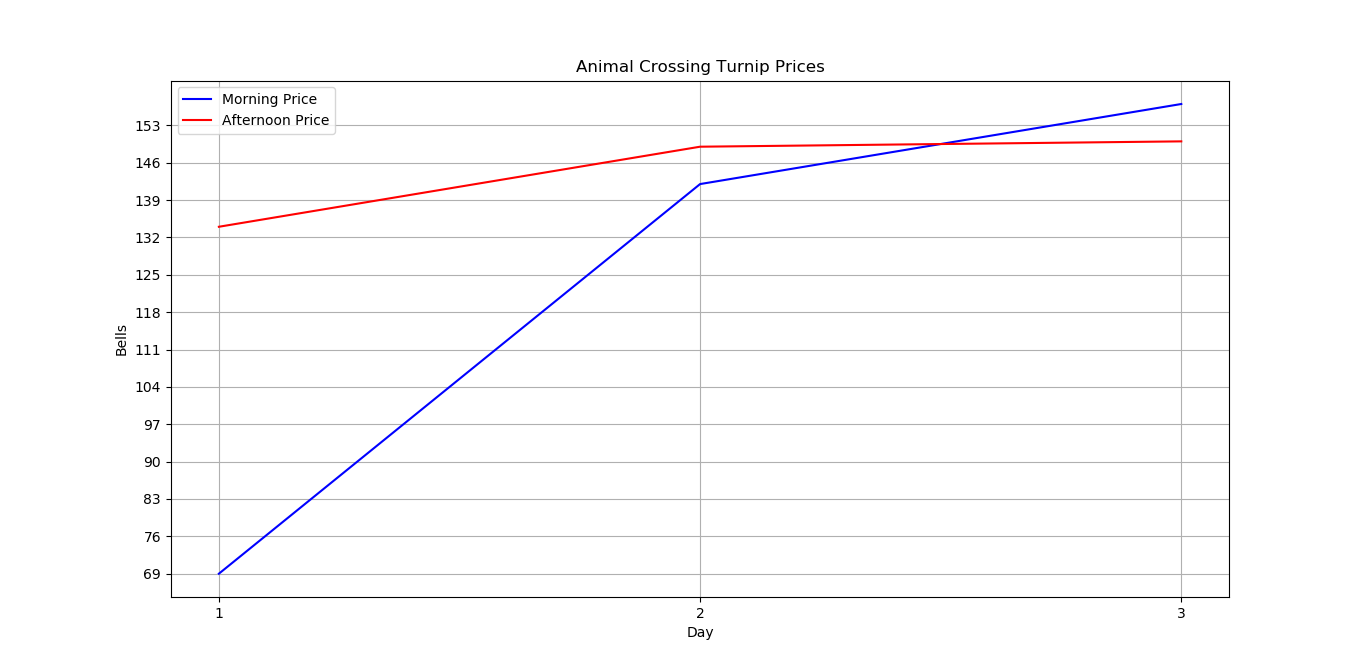 Animal Crossing Turnip Prices
Morning Price
Afternoon Price
153
146
139
132
125
118
111
104
97
90
83
76
69
Bells
1 2 3
Day